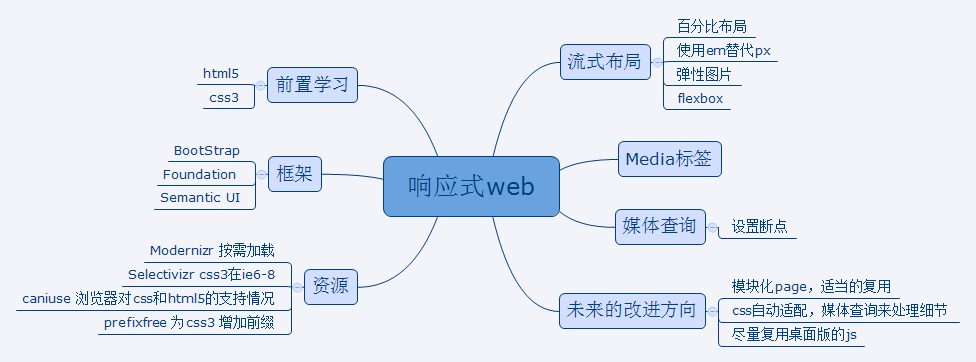 响应式web
前置学习
html5
css3
框架
BootStrap
Foundation
Semantic UI
资源
Modernizr 按需加载
Selectivizr css3在ie6-8
caniuse 浏览器对css和html5的支持情况
prefixfree 为css3 增加前缀
流式布局
百分比布局
使用em替代px
弹性图片
flexbox
Media标签
媒体查询
设置断点
未来的改进方向
模块化page，适当的复用
css自动适配，媒体查询来处理细节
尽量复用桌面版的js